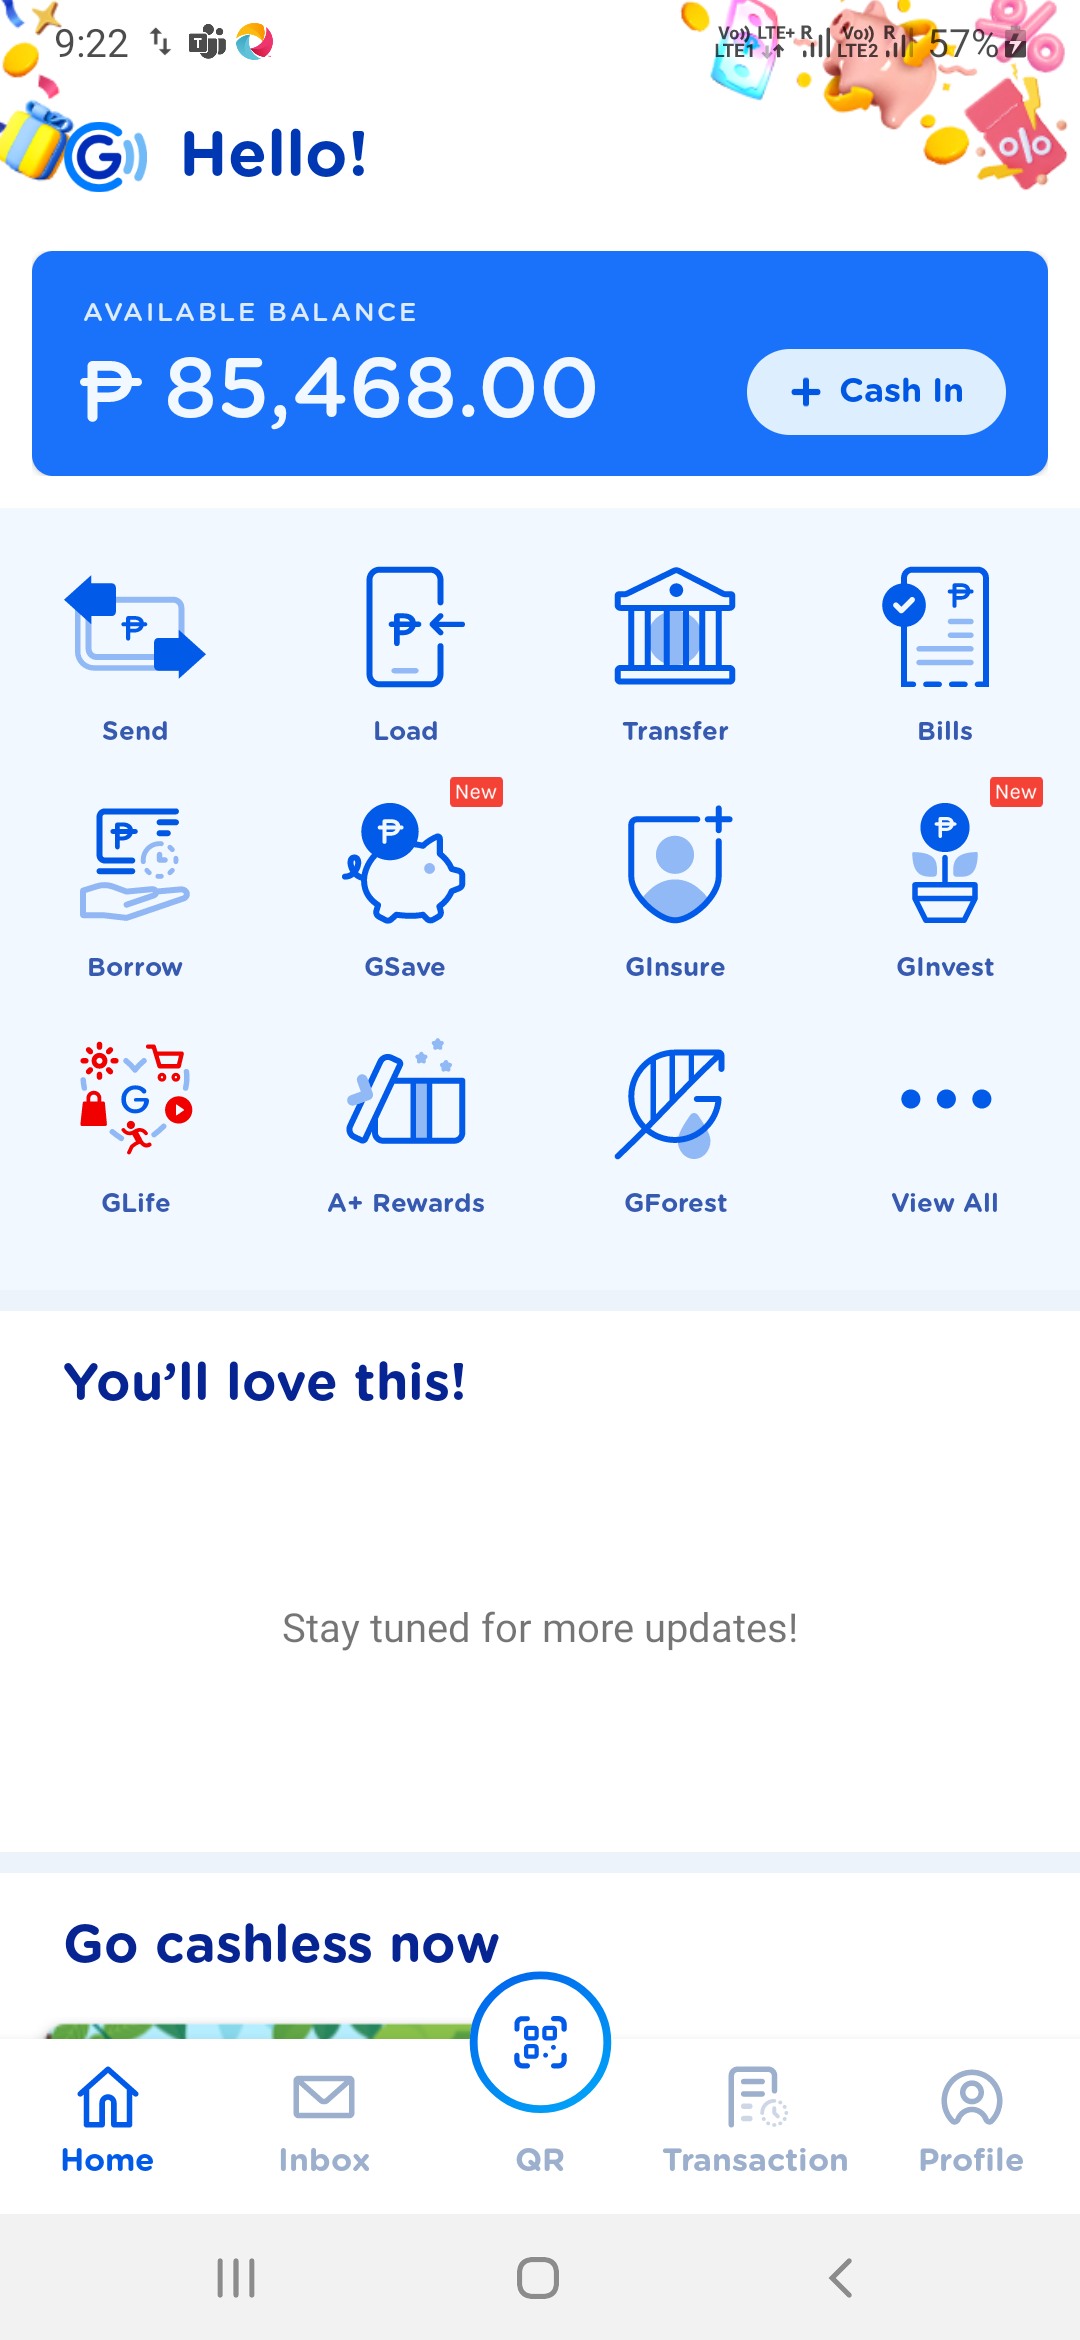 9:22
Vo)) LTE+ R Vo)) R 57%
LTE1 LTE2
G Hello!
AVAILABLE BALANCE
₱ 85,468.00
+ Cash In
Send Load Transfer Bills
New New
Borrow GSave GInsure GInvest
GLife A+ Rewards GForest View All
You’ll love this!
Stay tuned for more updates!
Go cashless now
Home Inbox QR Transaction Profile